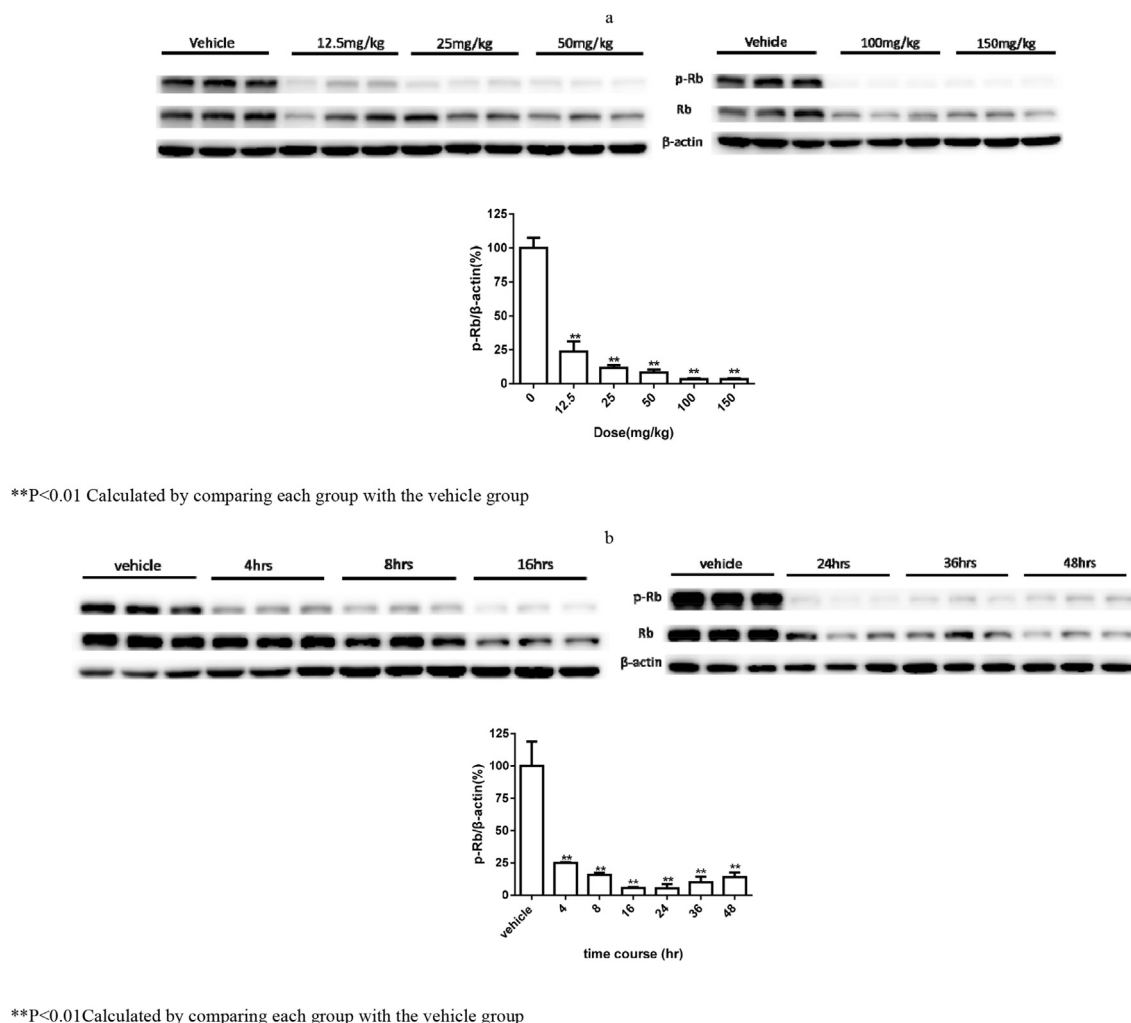 a
Vehicle 12.5mg/kg 25mg/kg 50mg/kg Vehicle 100mg/kg 150mg/kg
p-Rb
Rb
β-actin
125
100
75
50
25
0
p-Rb/β-actin(%)
** ** ** ** **
0 12.5 25 50 100 150
Dose(mg/kg)
**P<0.01 Calculated by comparing each group with the vehicle group
b
vehicle 4hrs 8hrs 16hrs vehicle 24hrs 36hrs 48hrs
p-Rb
Rb
β-actin
125
100
75
50
25
0
p-Rb/β-actin(%)
** ** ** ** ** **
vehicle 4 8 16 24 36 48
time course (hr)
**P<0.01Calculated by comparing each group with the vehicle group